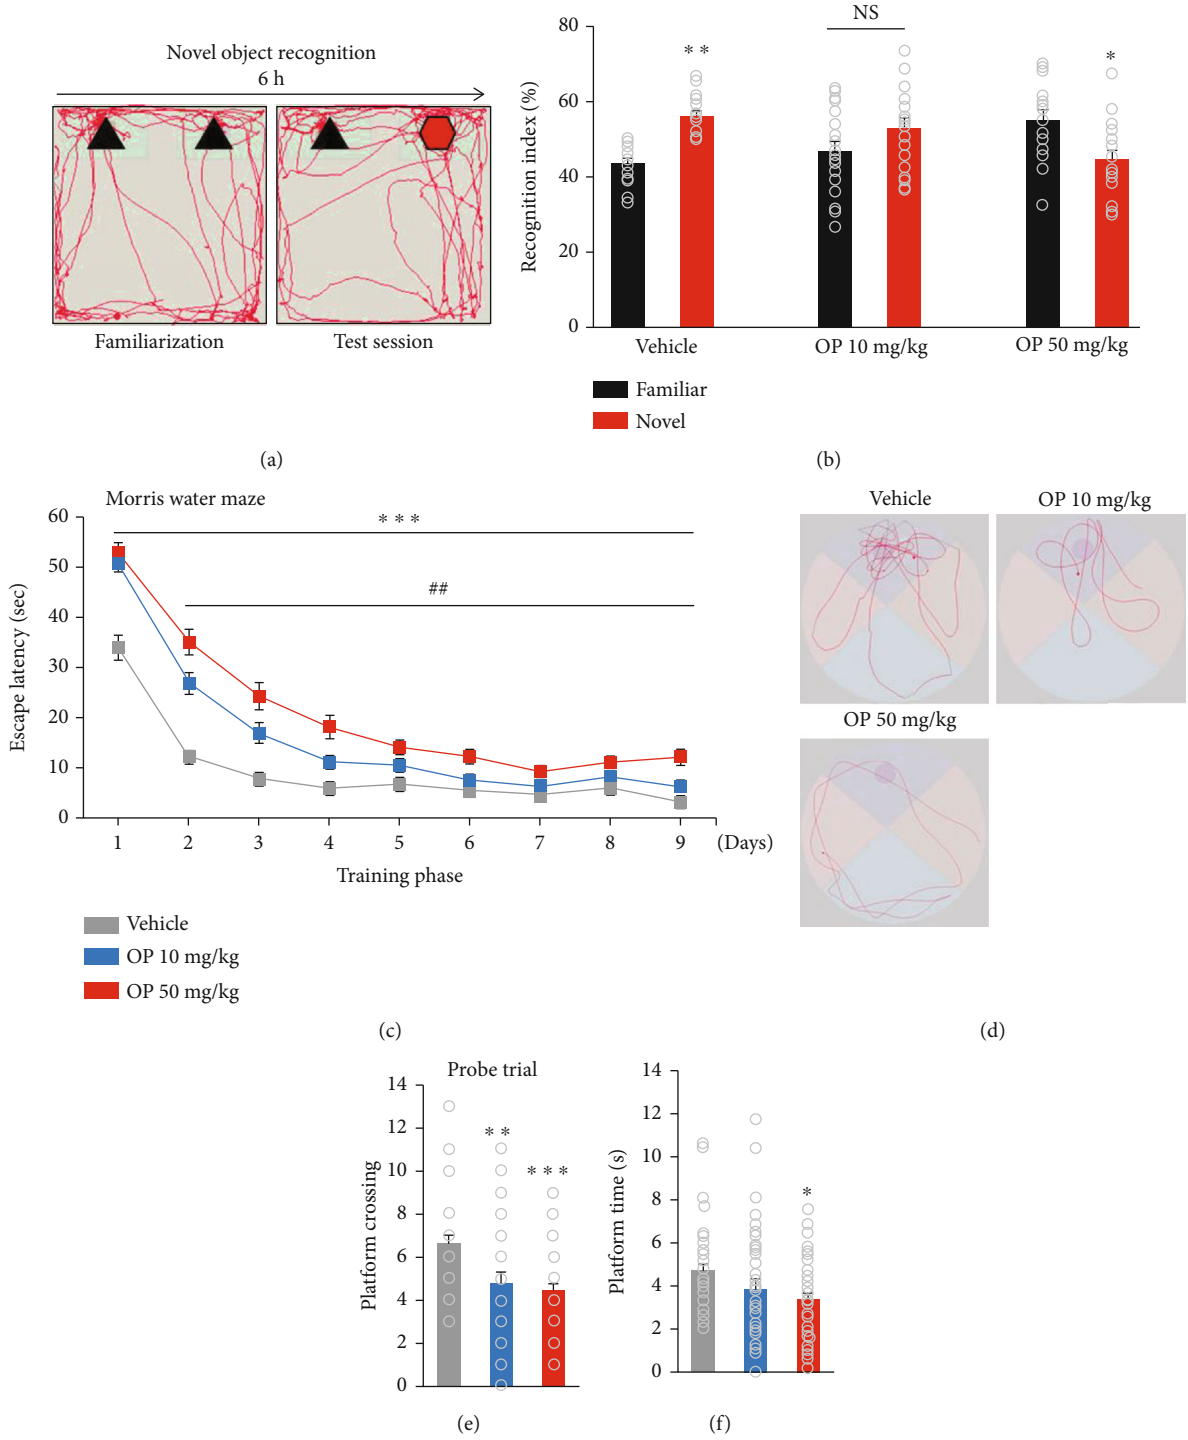 Novel object recognition
6 h
Familiarization
Test session
(a)
Recognition index (%)
80
60
40
20
0
NS
* *
*
Vehicle
OP 10 mg/kg
OP 50 mg/kg
Familiar
Novel
(b)
Morris water maze
Escape latency (sec)
60
50
40
30
20
10
0
* * *
##
1 2 3 4 5 6 7 8 9 (Days)
Training phase
Vehicle
OP 10 mg/kg
OP 50 mg/kg
(c)
Vehicle
OP 10 mg/kg
OP 50 mg/kg
(d)
Probe trial
Platform crossing
14
12
10
8
6
4
2
0
* *
* * *
(e)
Platform time (s)
14
12
10
8
6
4
2
0
*
(f)